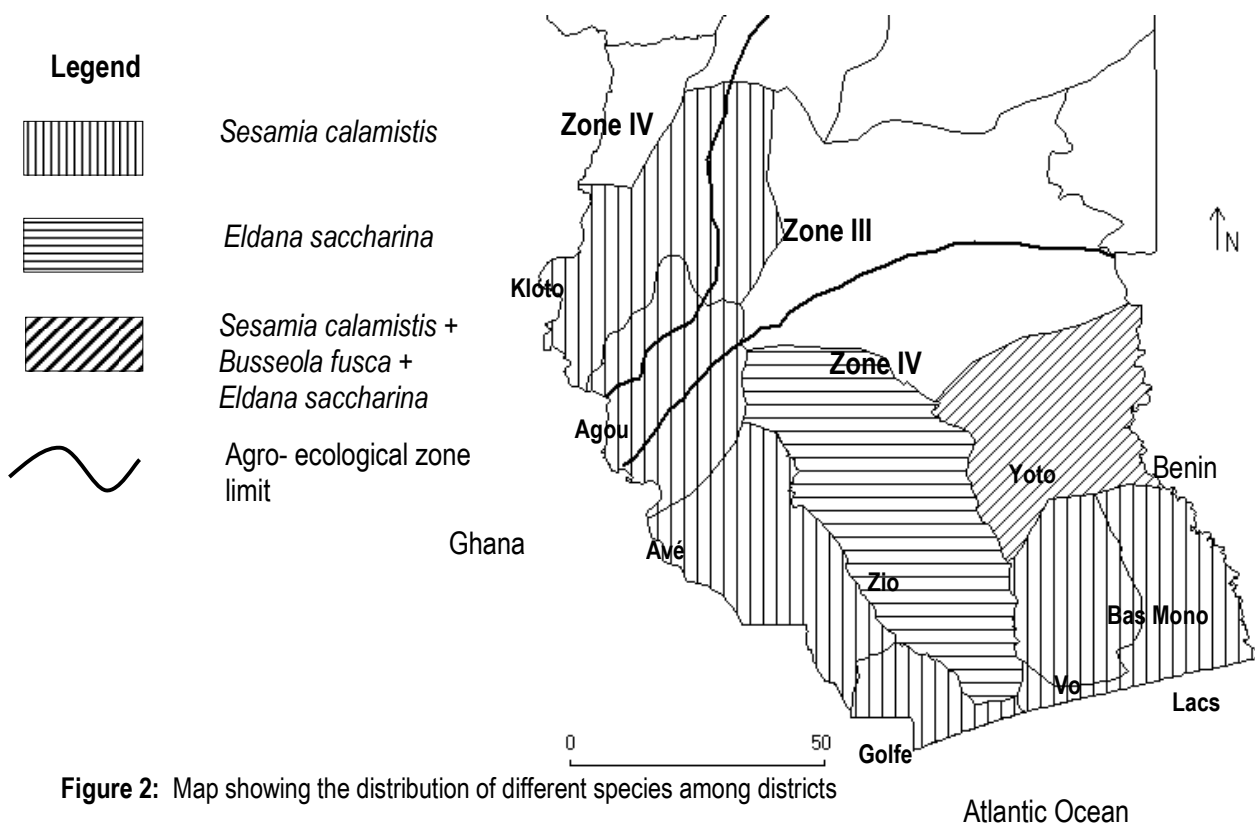 Legend
Sesamia calamistis
Eldana saccharina
Sesamia calamistis +
Busseola fusca +
Eldana saccharina
Agro- ecological zone
limit
Zone IV
Zone III
N
Kloto
Zone IV
Agou
Yoto
Benin
Ghana
Avé
Zio
Bas Mono
Vo
Lacs
0 50
Golfe
Figure 2: Map showing the distribution of different species among districts
Atlantic Ocean